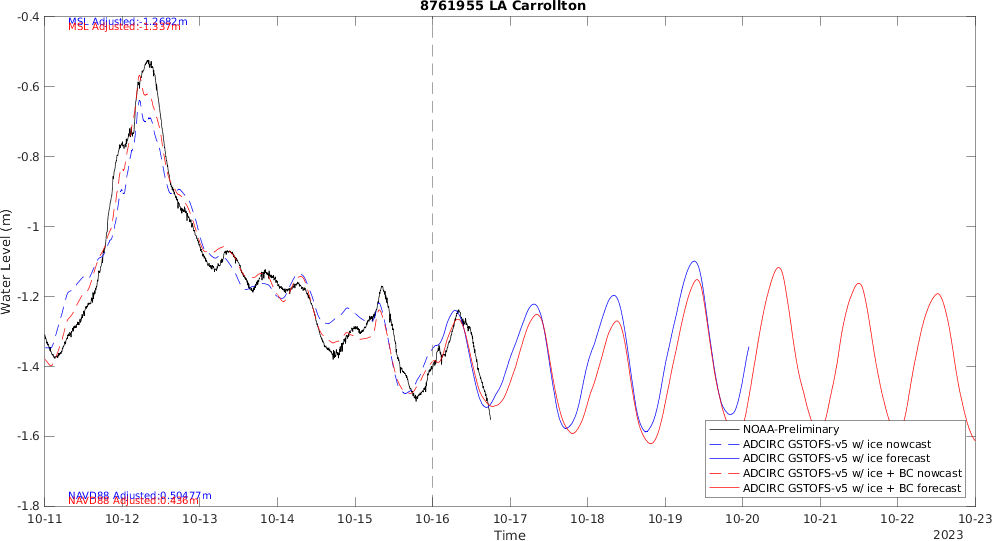 8761955 LA Carrollton
MSL Adjusted:-1.2682m
MSL Adjusted:-1.337m
-0.4
-0.6
-0.8
-1
-1.2
-1.4
-1.6
-1.8
Water Level (m)
NOAA-Preliminary
ADCIRC GSTOFS-v5 w/ ice nowcast
ADCIRC GSTOFS-v5 w/ ice forecast
ADCIRC GSTOFS-v5 w/ ice + BC nowcast
ADCIRC GSTOFS-v5 w/ ice + BC forecast
NAVD88 Adjusted:0.50477m
NAVD88 Adjusted:0.436m
10-11 10-12 10-13 10-14 10-15 10-16 10-17 10-18 10-19 10-20 10-21 10-22 10-23
Time
2023